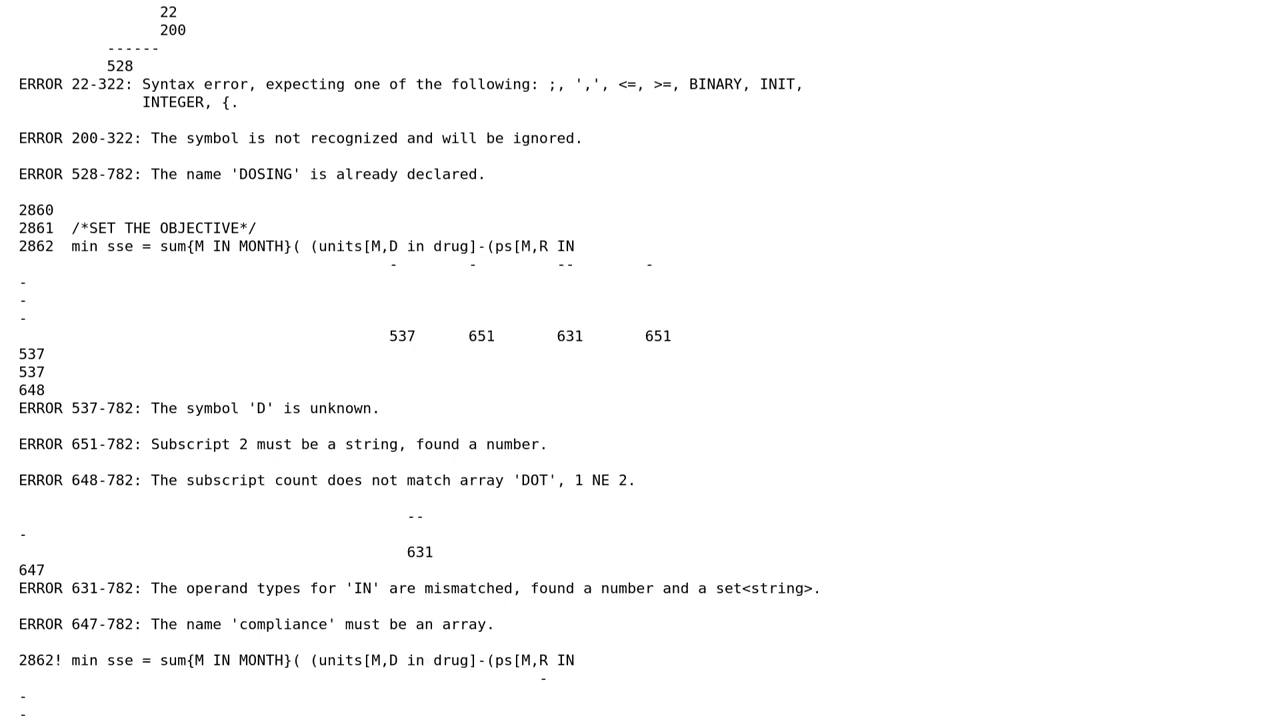 22
200
------
528
ERROR 22-322: Syntax error, expecting one of the following: ;, ',', <=, >=, BINARY, INIT,
INTEGER, {.
ERROR 200-322: The symbol is not recognized and will be ignored.
ERROR 528-782: The name 'DOSING' is already declared.
2860
2861  /*SET THE OBJECTIVE*/
2862  min sse = sum{M IN MONTH}( (units[M,D in drug]-(ps[M,R IN
-        -         --        -
-
-
-
537      651       631       651
537
537
648
ERROR 537-782: The symbol 'D' is unknown.
ERROR 651-782: Subscript 2 must be a string, found a number.
ERROR 648-782: The subscript count does not match array 'DOT', 1 NE 2.
--
-
631
647
ERROR 631-782: The operand types for 'IN' are mismatched, found a number and a set<string>.
ERROR 647-782: The name 'compliance' must be an array.
2862! min sse = sum{M IN MONTH}( (units[M,D in drug]-(ps[M,R IN
-
-
-